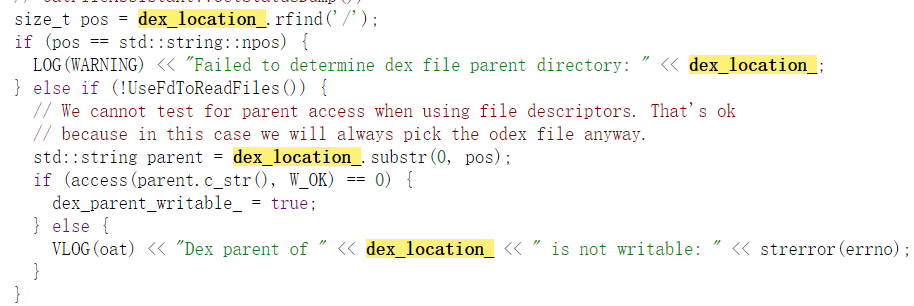 size_t pos = dex_location_.rfind('/');
if (pos == std::string::npos) {
  LOG(WARNING) << "Failed to determine dex file parent directory: " << dex_location_;
} else if (!UseFdToReadFiles()) {
  // We cannot test for parent access when using file descriptors. That's ok
  // because in this case we will always pick the odex file anyway.
  std::string parent = dex_location_.substr(0, pos);
  if (access(parent.c_str(), W_OK) == 0) {
    dex_parent_writable_ = true;
  } else {
    VLOG(oat) << "Dex parent of " << dex_location_ << " is not writable: " << strerror(errno);
  }
}